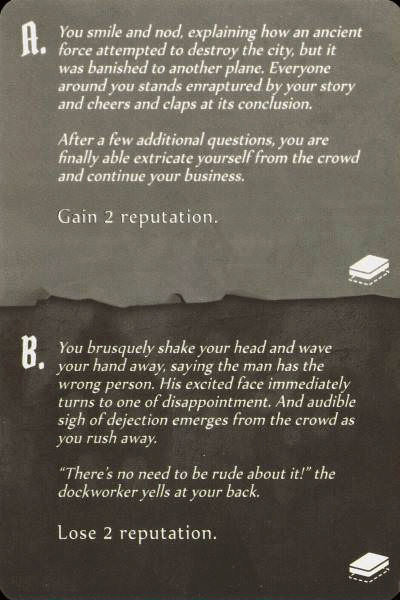 A.
You smile and nod, explaining how an ancient
force attempted to destroy the city, but it
was banished to another plane. Everyone
around you stands enraptured by your story
and cheers and claps at its conclusion.
After a few additional questions, you are
finally able extricate yourself from the crowd
and continue your business.
Gain 2 reputation.
B.
You brusquely shake your head and wave
your hand away, saying the man has the
wrong person. His excited face immediately
turns to one of disappointment. And audible
sigh of dejection emerges from the crowd as
you rush away.
“There's no need to be rude about it!” the
dockworker yells at your back.
Lose 2 reputation.